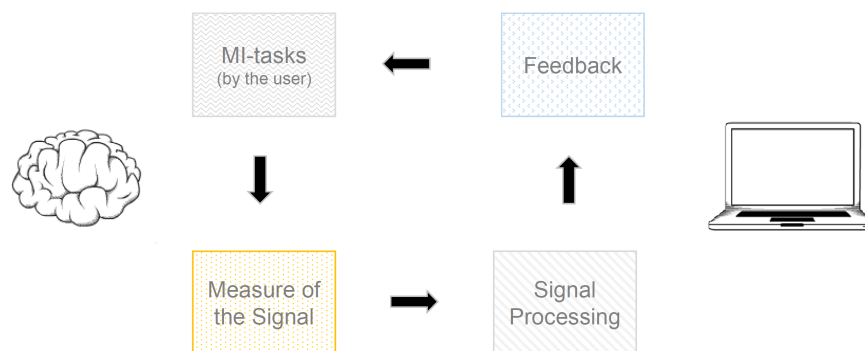 MI-tasks
(by the user)
Feedback
Measure of
the Signal
Signal
Processing